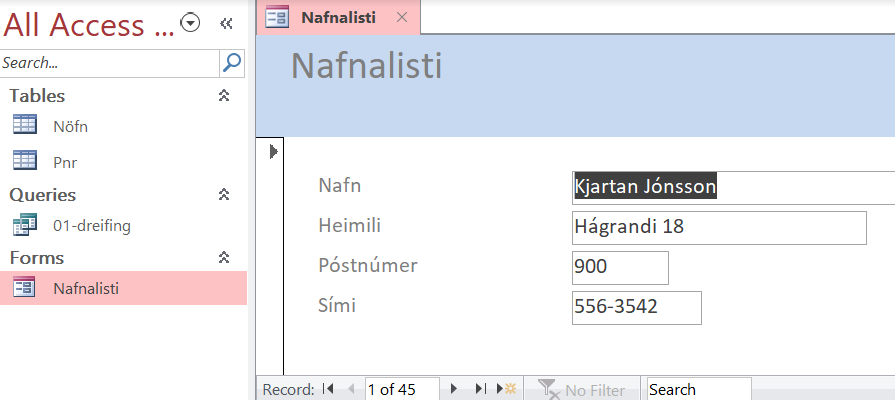 All Access ...
Search...
Tables
Nöfn
Pnr
Queries
01-dreifing
Forms
Nafnalisti
Nafnalisti
Nafnalisti
Nafn Kjartan Jónsson
Heimili Hágrandi 18
Póstnúmer 900
Sími 556-3542
Record: 1 of 45 No Filter Search